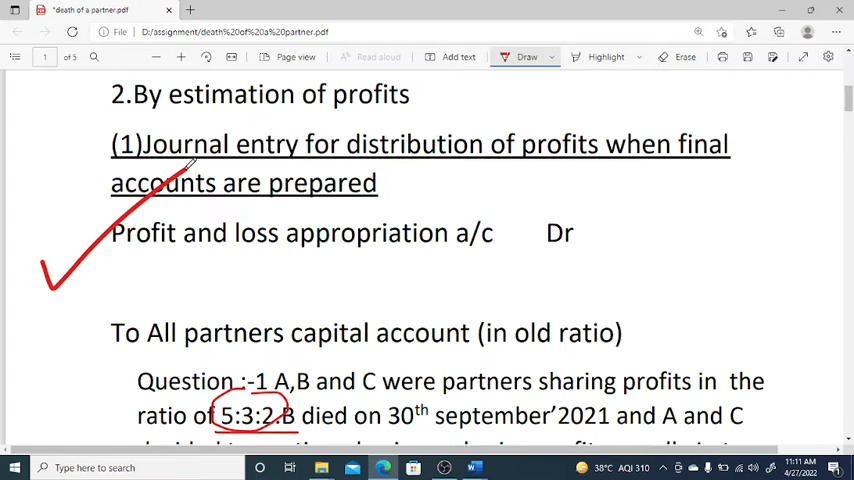 *death of a partner.pdf
File
D:/assignment/death%20of%20a%20partner.pdf
1 of 5
Page view
Read aloud
Add text
Draw
Highlight
Erase
2.By estimation of profits
(1)Journal entry for distribution of profits when final
accounts are prepared
Profit and loss appropriation a/c Dr
To All partners capital account (in old ratio)
Question :-1 A,B and C were partners sharing profits in the
ratio of 5:3:2.B died on 30th september'2021 and A and C
Type here to search
38°C AQI 310
11:11 AM
4/27/2022